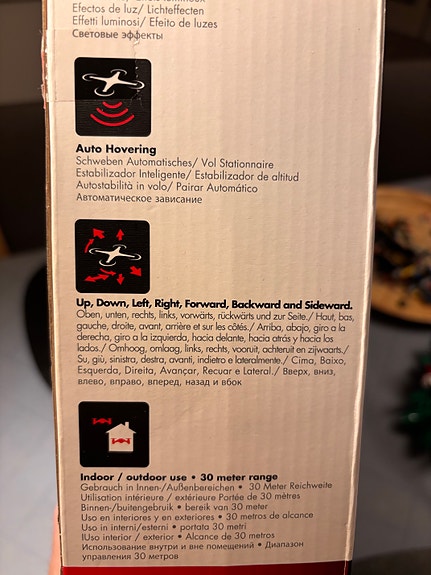 Efectos de luz/ Lichteffecten
Effetti luminosi/ Efeito de luzes
Световые эффекты
Auto Hovering
Schweben Automatisches/ Vol Stationnaire
Estabilizador Inteligente/ Estabilizador de altitud
Autostabilità in volo/ Pairar Automático
Автоматическое зависание
Up, Down, Left, Right, Forward, Backward and Sideward.
Oben, unten, rechts, links, vorwärts, rückwärts und zur Seite./ Haut, bas,
gauche, droite, avant, arrière et sur les côtés./ Arriba, abajo, giro a la
derecha, giro a la izquierda, hacia delante, hacia atrás y hacia los
lados./ Omhoog, omlaag, links, rechts, vooruit, achteruit en zijwaarts./
Su, giù, sinistra, destra, avanti, indietro e lateralmente./ Cima, Baixo,
Esquerda, Direita, Avançar, Recuar e Lateral./ Вверх, вниз,
влево, вправо, вперед, назад и вбок
Indoor / outdoor use • 30 meter range
Gebrauch in Innen-/Außenbereichen • 30 Meter Reichweite
Utilisation intérieure / extérieure Portée de 30 mètres
Binnen-/buitengebruik • bereik van 30 meter
Uso en interiores y en exteriores • 30 metros de alcance
Uso in interni/esterni • portata 30 metri
IUso interior / exterior • Alcance de 30 metros
Использование внутри и вне помещений • Диапазон
управления 30 метров